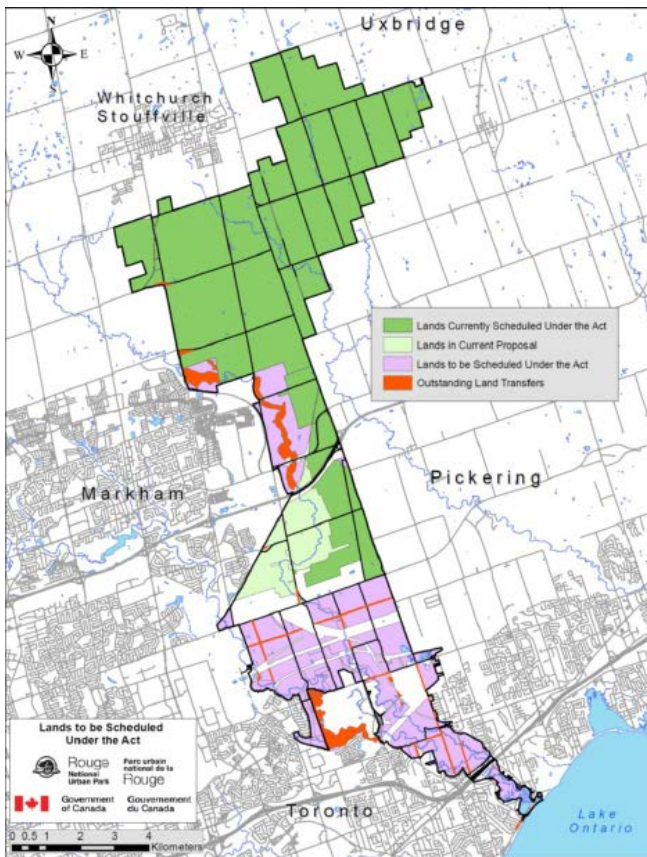 Uxbridge
N
W E
S
Whitchurch
Stouffville
Lands Currently Scheduled Under the Act
Lands in Current Proposal
Lands to be Scheduled Under the Act
Outstanding Land Transfers
Pickering
Markham
Lands to be Scheduled
Under the Act
Rouge
National
Urban Park
Parc urbain
national de la
Rouge
Government
of Canada
Gouvernement
du Canada
Toronto
Lake
Ontario
0 0.5 1 2 3 4
Kilometers